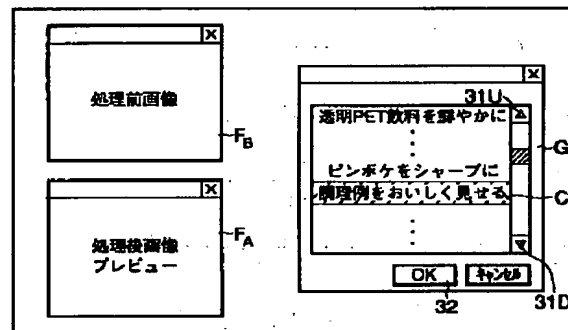 処理前画像
F_B
処理後画像
プレビュー
F_A
31U
透明PET飲料を鮮やかに
ピンボケをシャープに
調理例をおいしく見せる
G
C
OK
キャンセル
32
31D